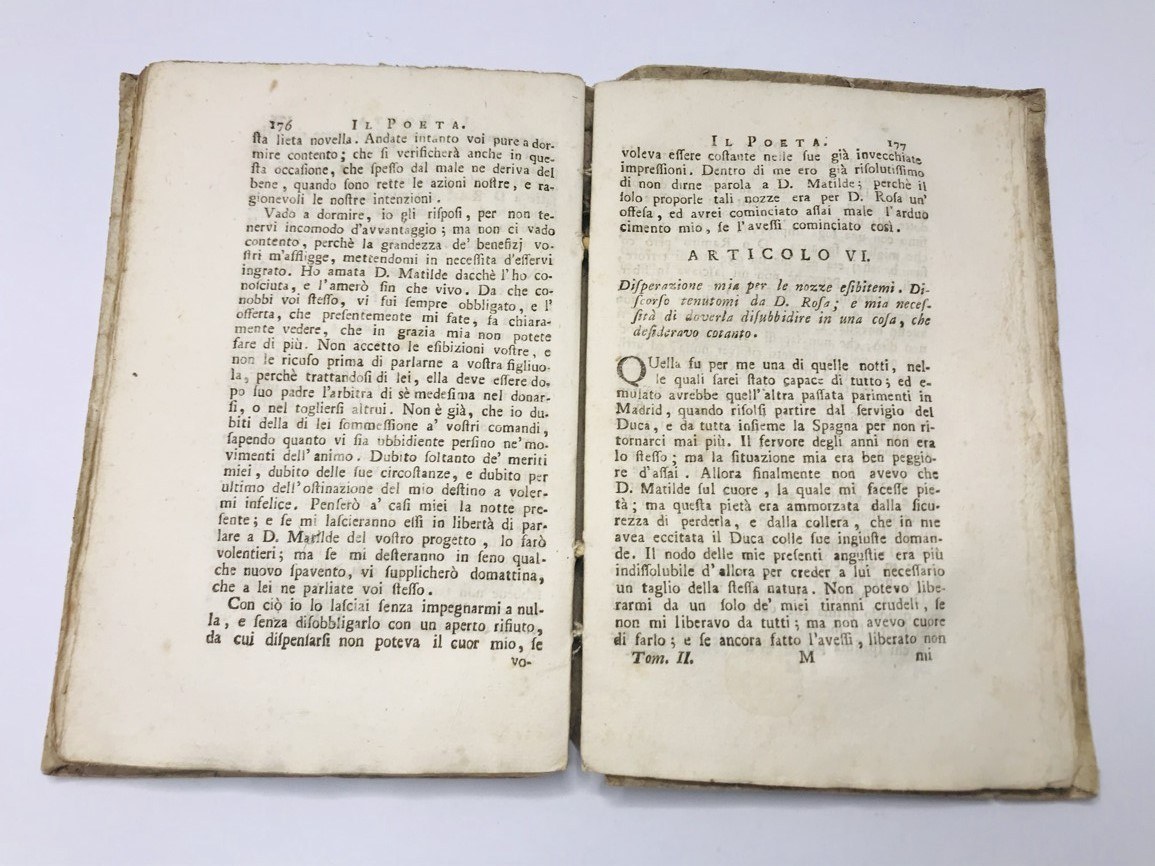 176 IL POETA.
ſta lieta novella. Andate intanto voi pure a dor-
mire contento; che ſi verificherà anche in que-
ſta occaſione, che ſpeſſo dal male ne deriva del
bene, quando ſono rette le azioni noſtre, e ra-
gionevoli le noſtre intenzioni.
Vado a dormire, io gli riſpoſi, per non te-
nervi incomodo d'avvantaggio; ma non ci vado
contento, perchè la grandezza de' benefizj vo-
ſtri m'affligge, mettendomi in neceſſità d'eſſervi
ingrato. Ho amata D. Matilde dacchè l'ho co-
noſciuta, e l'amerò fin che vivo. Da che co-
nobbi voi ſteſſo, vi fui ſempre obbligato, e l'
offerta, che preſentemente mi fate, fa chiara-
mente vedere, che in grazia mia non potete
fare di più. Non accetto le eſibizioni voſtre, e
non le ricuſo prima di parlarne a voſtra figliuo-
la, perchè trattandoſi di lei, ella deve eſſere do-
po ſuo padre l'arbitra di sè medeſima nel donar-
ſi, o nel toglierſi altrui. Non è già, che io du-
biti della di lei ſommeſſione a' voſtri comandi,
ſapendo quanto vi ſia ubbidiente perſino ne' mo-
vimenti dell'animo. Dubito ſoltanto de' meriti
miei, dubito delle ſue circoſtanze, e dubito per
ultimo dell'oſtinazione del mio deſtino a voler-
mi infelice. Penſerò a' caſi miei la notte pre-
ſente; e ſe mi laſcieranno eſſi in libertà di par-
lare a D. Matilde del voſtro progetto, lo farò
volentieri; ma ſe mi deſteranno in ſeno qual-
che nuovo ſpavento, vi ſupplicherò domattina,
che a lei ne parliate voi ſteſſo.
Con ciò io lo laſciai ſenza impegnarmi a nul-
la, e ſenza diſobbligarlo con un aperto rifiuto,
da cui diſpenſarſi non poteva il cuor mio, ſe
vo-
IL POETA. 177
voleva eſſere coſtante nelle ſue già invecchiate
impreſſioni. Dentro di me ero già riſolutiſſimo
di non dirne parola a D. Matilde; perchè il
ſolo proporle tali nozze era per D. Roſa un'
offeſa, ed avrei cominciato aſſai male l'arduo
cimento mio, ſe l'aveſſi cominciato così.
ARTICOLO VI.
Diſperazione mia per le nozze eſibitemi. Di-
ſcorſo tenutomi da D. Roſa; e mia neceſ-
ſità di doverla diſubbidire in una coſa, che
deſideravo cotanto.
QUella fu per me una di quelle notti, nel-
le quali ſarei ſtato capace di tutto; ed e-
mulato avrebbe quell'altra paſſata parimenti in
Madrid, quando riſolſi partire dal ſervigio del
Duca, e da tutta inſieme la Spagna per non ri-
tornarci mai più. Il fervore degli anni non era
lo ſteſſo; ma la ſituazione mia era ben peggio-
re d'aſſai. Allora finalmente non avevo che
D. Matilde ſul cuore, la quale mi faceſſe pie-
tà; ma queſta pietà era ammorzata dalla ſicu-
rezza di perderla, e dalla collera, che in me
avea eccitata il Duca colle ſue ingiuſte doman-
de. Il nodo delle mie preſenti anguſtie era più
indiſſolubile d'allora per creder a lui neceſſario
un taglio della ſteſſa natura. Non potevo libe-
rarmi da un ſolo de' miei tiranni crudeli, ſe
non mi liberavo da tutti; ma non avevo cuore
di farlo; e ſe ancora fatto l'aveſſi, liberato non
Tom. II. M mi